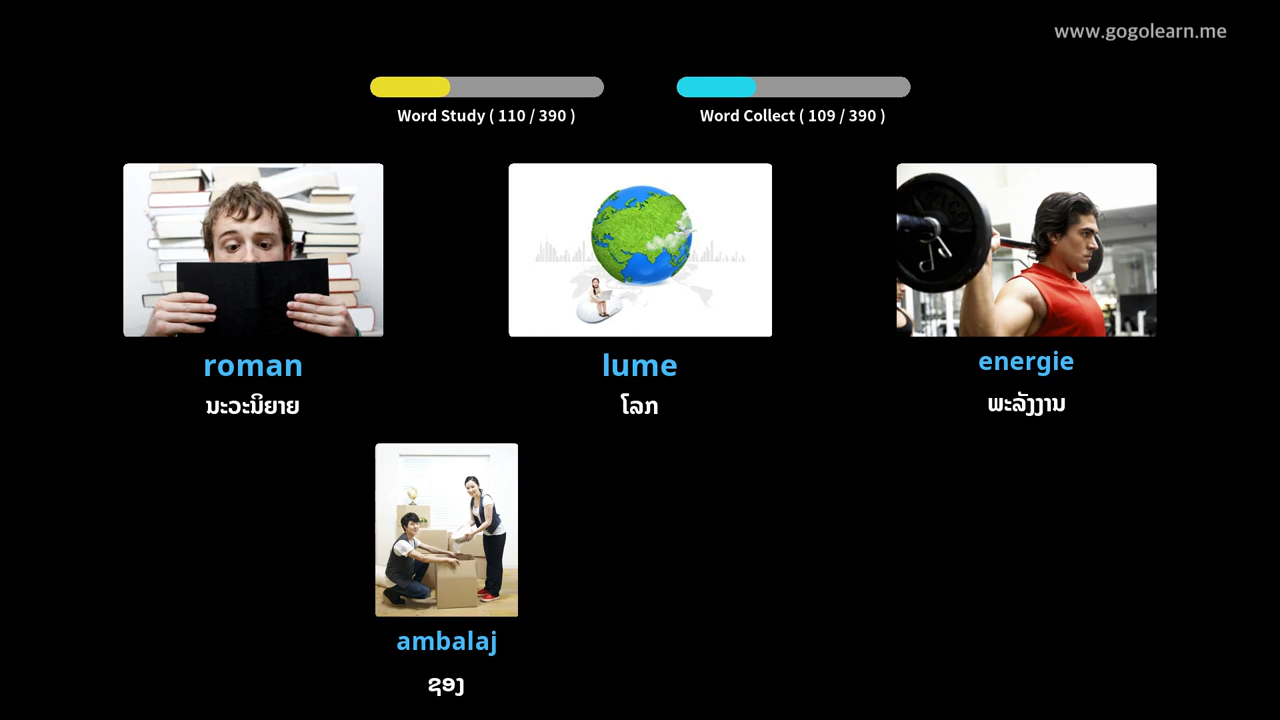 www.gogolearn.me
Word Study ( 110 / 390 )
Word Collect ( 109 / 390 )
roman
ນະວະນິຍາຍ
lume
ໂລກ
energie
ພະລັງງານ
ambalaj
ຊອງ